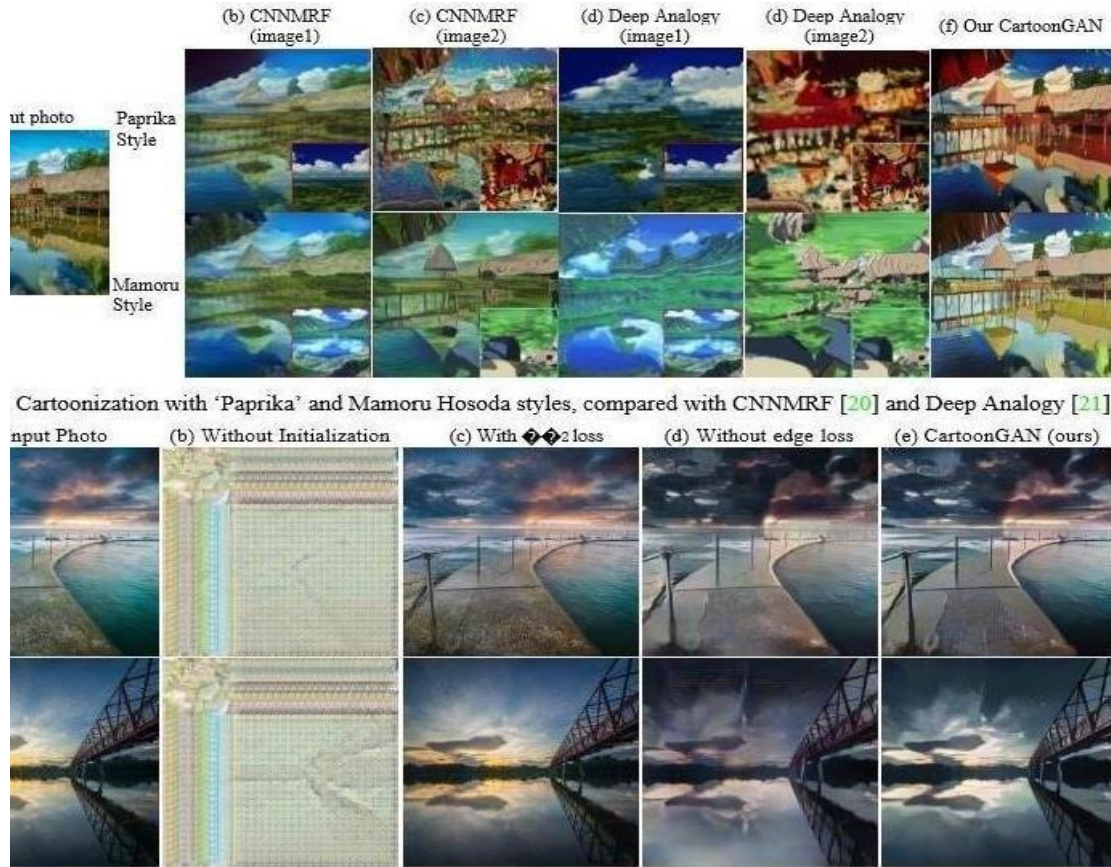 (b) CNNMRF (image1)
(c) CNNMRF (image2)
(d) Deep Analogy (image1)
(d) Deep Analogy (image2)
(f) Our CartoonGAN
ut photo
Paprika Style
Mamoru Style
Cartoonization with ‘Paprika’ and Mamoru Hosoda styles, compared with CNNMRF [20] and Deep Analogy [21]
nput Photo
(b) Without Initialization
(c) With ��2 loss
(d) Without edge loss
(e) CartoonGAN (ours)